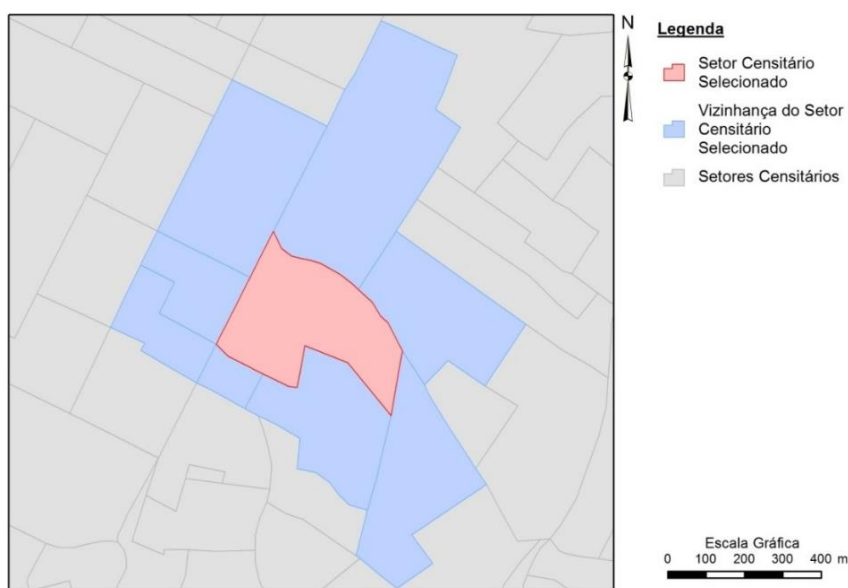 N
Legenda
Setor Censitário
Selecionado
Vizinhança do Setor
Censitário
Selecionado
Setores Censitários
Escala Gráfica
0 100 200 300 400 m